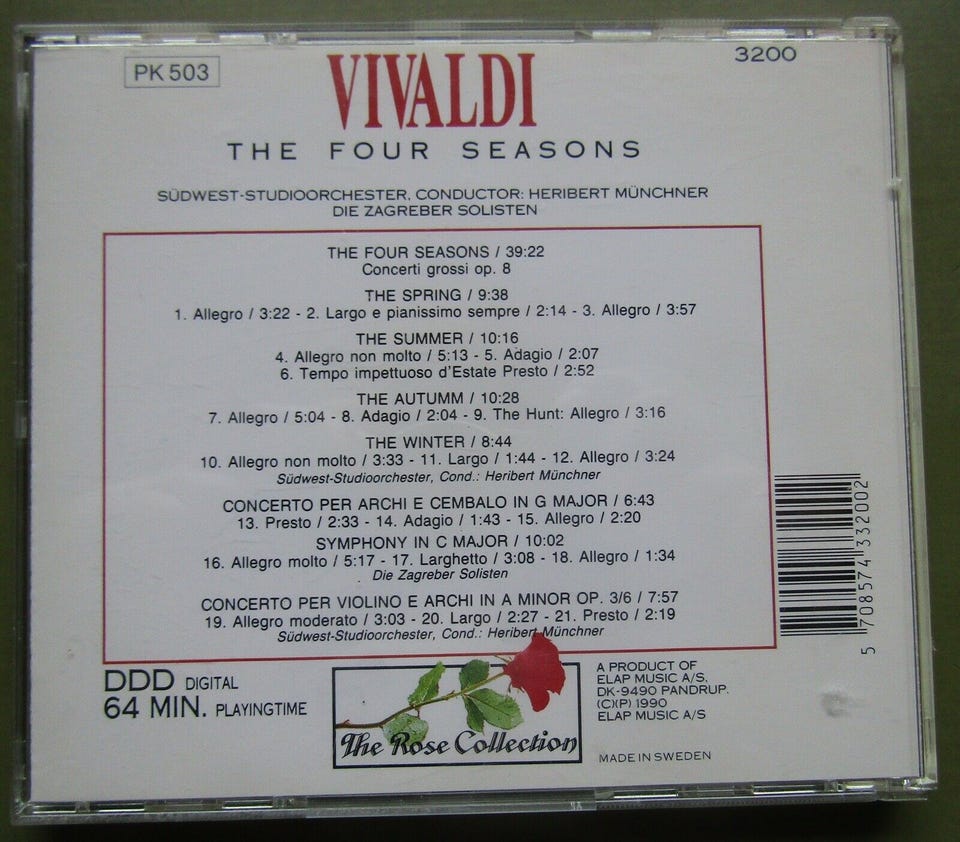 PK 503
3200
VIVALDI
THE FOUR SEASONS
SÜDWEST-STUDIOORCHESTER, CONDUCTOR: HERIBERT MÜNCHNER
DIE ZAGREBER SOLISTEN
THE FOUR SEASONS / 39:22
Concerti grossi op. 8
THE SPRING / 9:38
1. Allegro / 3:22 - 2. Largo e pianissimo sempre / 2:14 - 3. Allegro / 3:57
THE SUMMER / 10:16
4. Allegro non molto / 5:13 - 5. Adagio / 2:07
6. Tempo impettuoso d'Estate Presto / 2:52
THE AUTUMM / 10:28
7. Allegro / 5:04 - 8. Adagio / 2:04 - 9. The Hunt: Allegro / 3:16
THE WINTER / 8:44
10. Allegro non molto / 3:33 - 11. Largo / 1:44 - 12. Allegro / 3:24
Südwest-Studioorchester, Cond.: Heribert Münchner
CONCERTO PER ARCHI E CEMBALO IN G MAJOR / 6:43
13. Presto / 2:33 - 14. Adagio / 1:43 - 15. Allegro / 2:20
SYMPHONY IN C MAJOR / 10:02
16. Allegro molto / 5:17 - 17. Larghetto / 3:08 - 18. Allegro / 1:34
Die Zagreber Solisten
CONCERTO PER VIOLINO E ARCHI IN A MINOR OP. 3/6 / 7:57
19. Allegro moderato / 3:03 - 20. Largo / 2:27 - 21. Presto / 2:19
Südwest-Studioorchester, Cond.: Heribert Münchner
5 708574 332002
DDD DIGITAL
64 MIN. PLAYINGTIME
The Rose Collection
A PRODUCT OF
ELAP MUSIC A/S.
DK-9490 PANDRUP.
(C)(P) 1990
ELAP MUSIC A/S
MADE IN SWEDEN